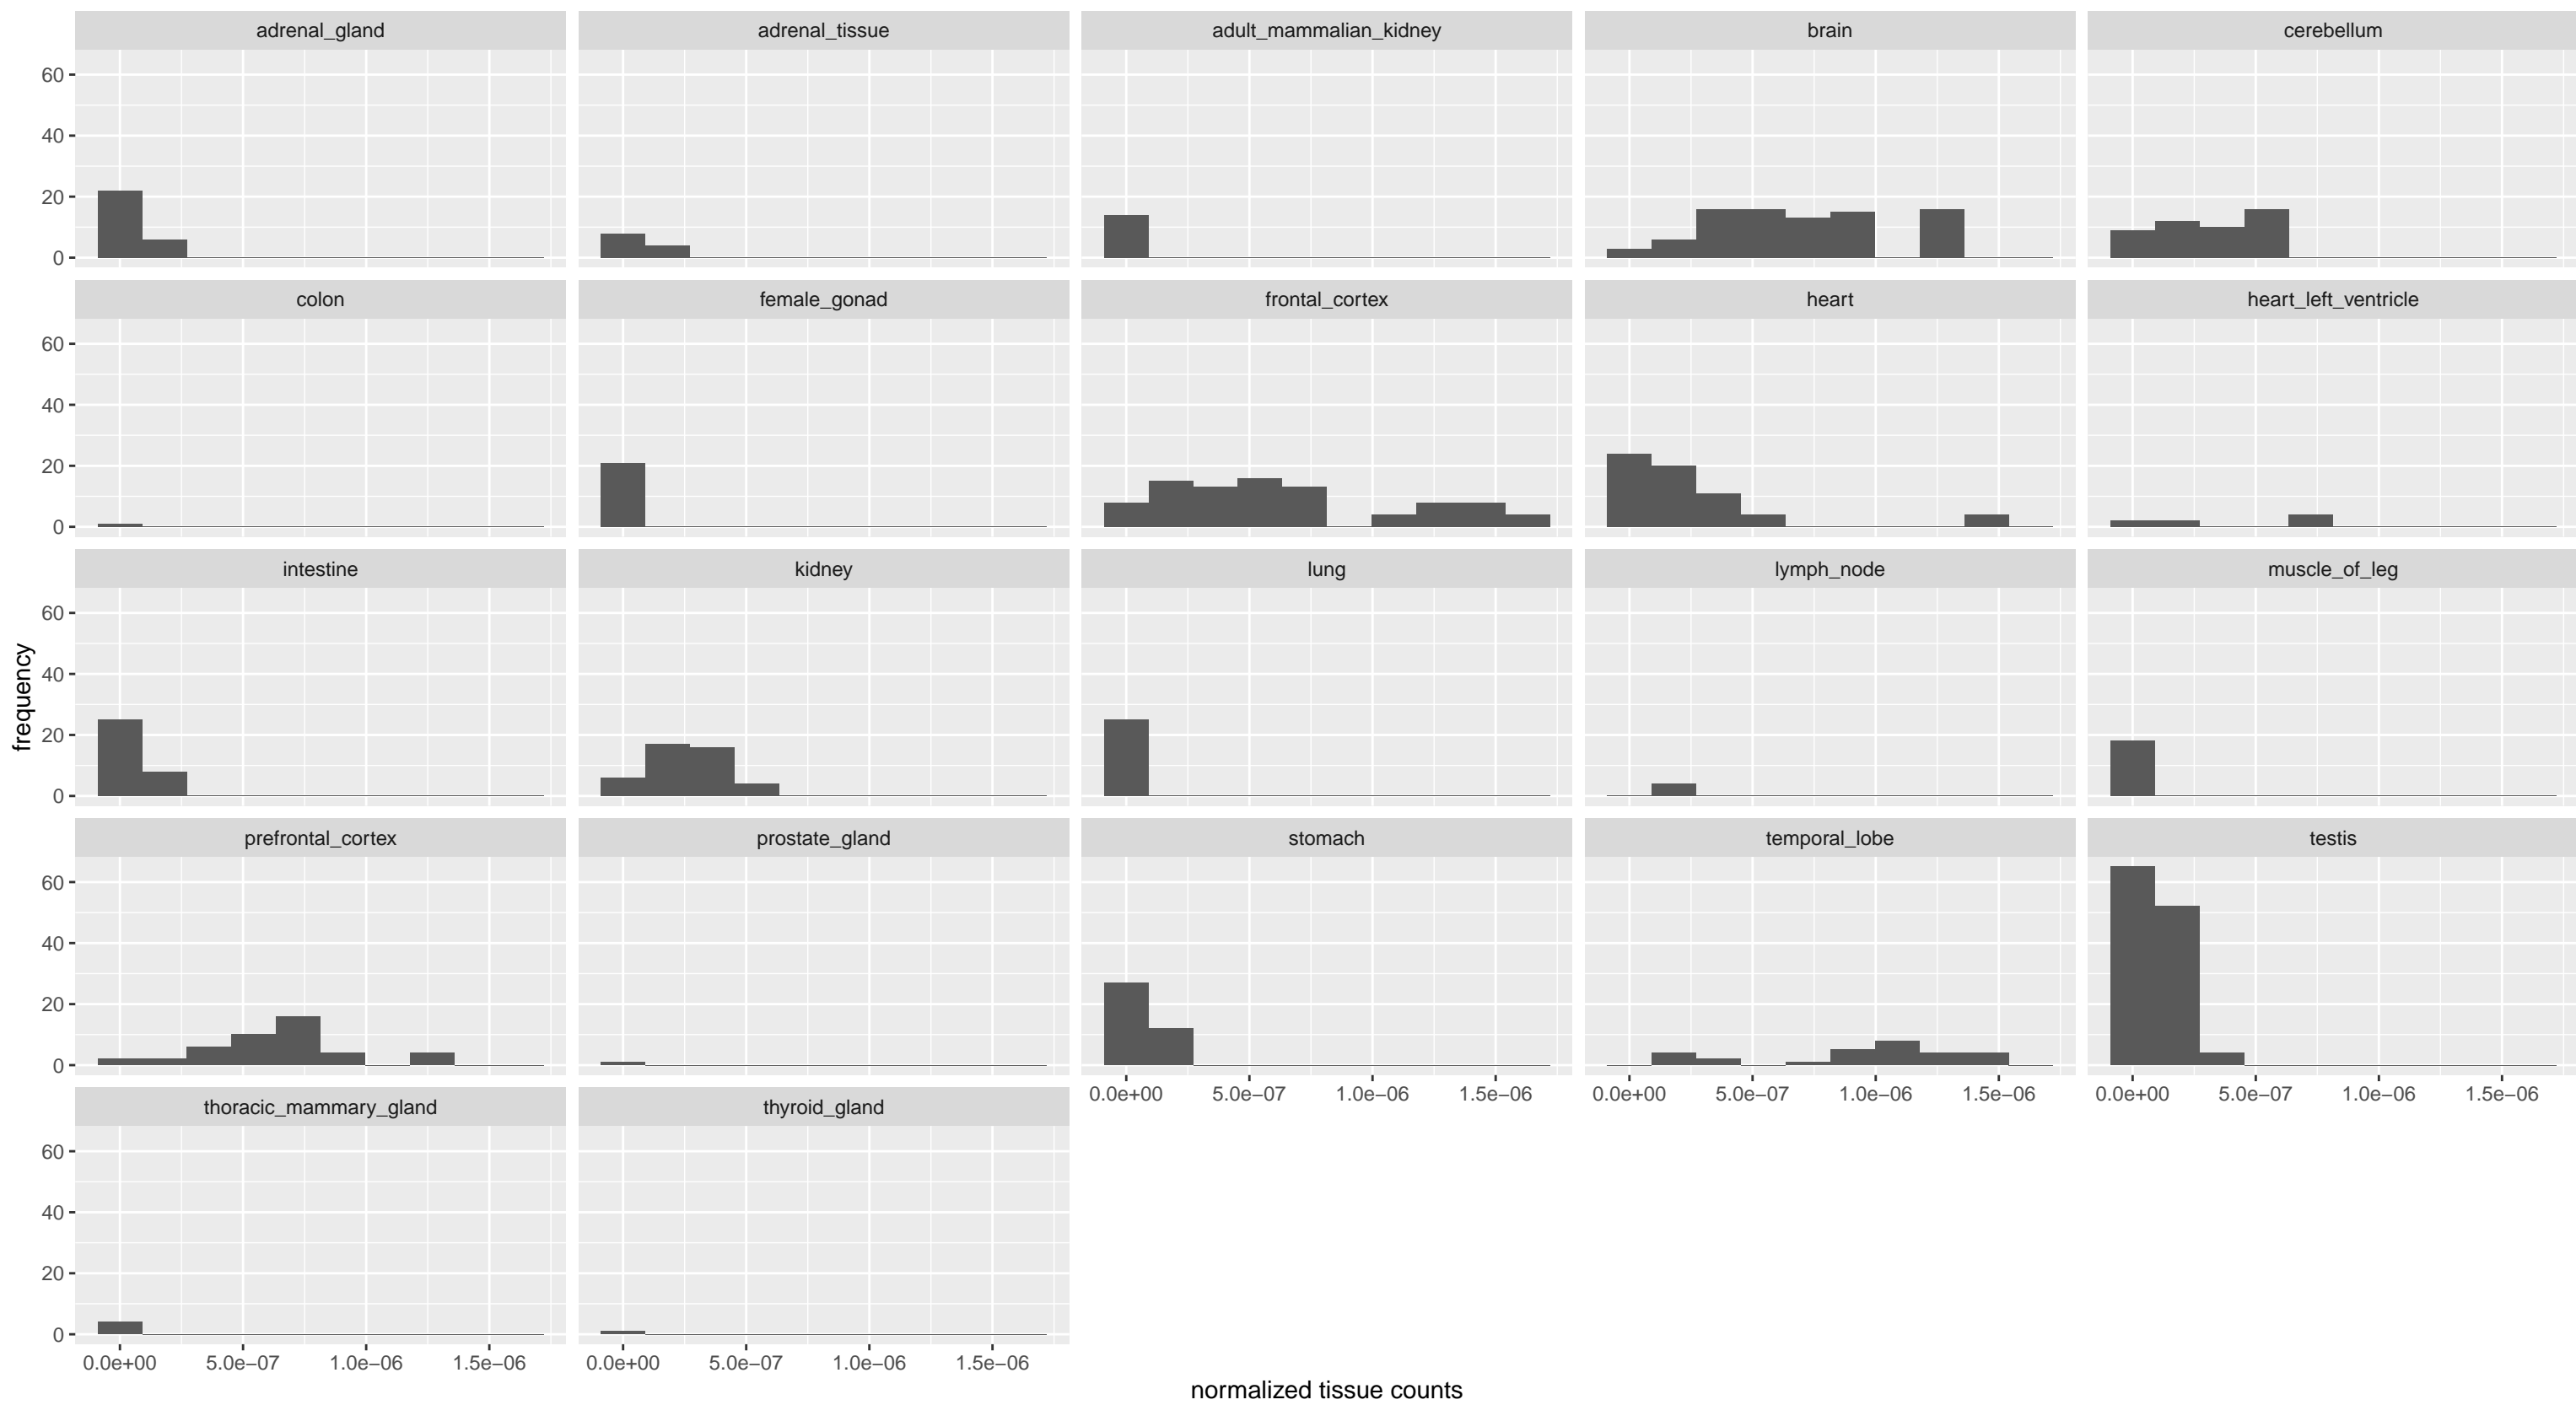 adrenal_gland adrenal_tissue adult_mammalian_kidney brain cerebellum
60
40
20
0
colon female_gonad frontal_cortex heart heart_left_ventricle
60
40
20
0
intestine kidney lung lymph_node muscle_of_leg
60
40
20
0
frequency
prefrontal_cortex prostate_gland stomach temporal_lobe testis
60
40
20
0
0.0e+00 5.0e−07 1.0e−06 1.5e−06 0.0e+00 5.0e−07 1.0e−06 1.5e−06 0.0e+00 5.0e−07 1.0e−06 1.5e−06
thoracic_mammary_gland thyroid_gland
60
40
20
0
0.0e+00 5.0e−07 1.0e−06 1.5e−06 0.0e+00 5.0e−07 1.0e−06 1.5e−06
normalized tissue counts